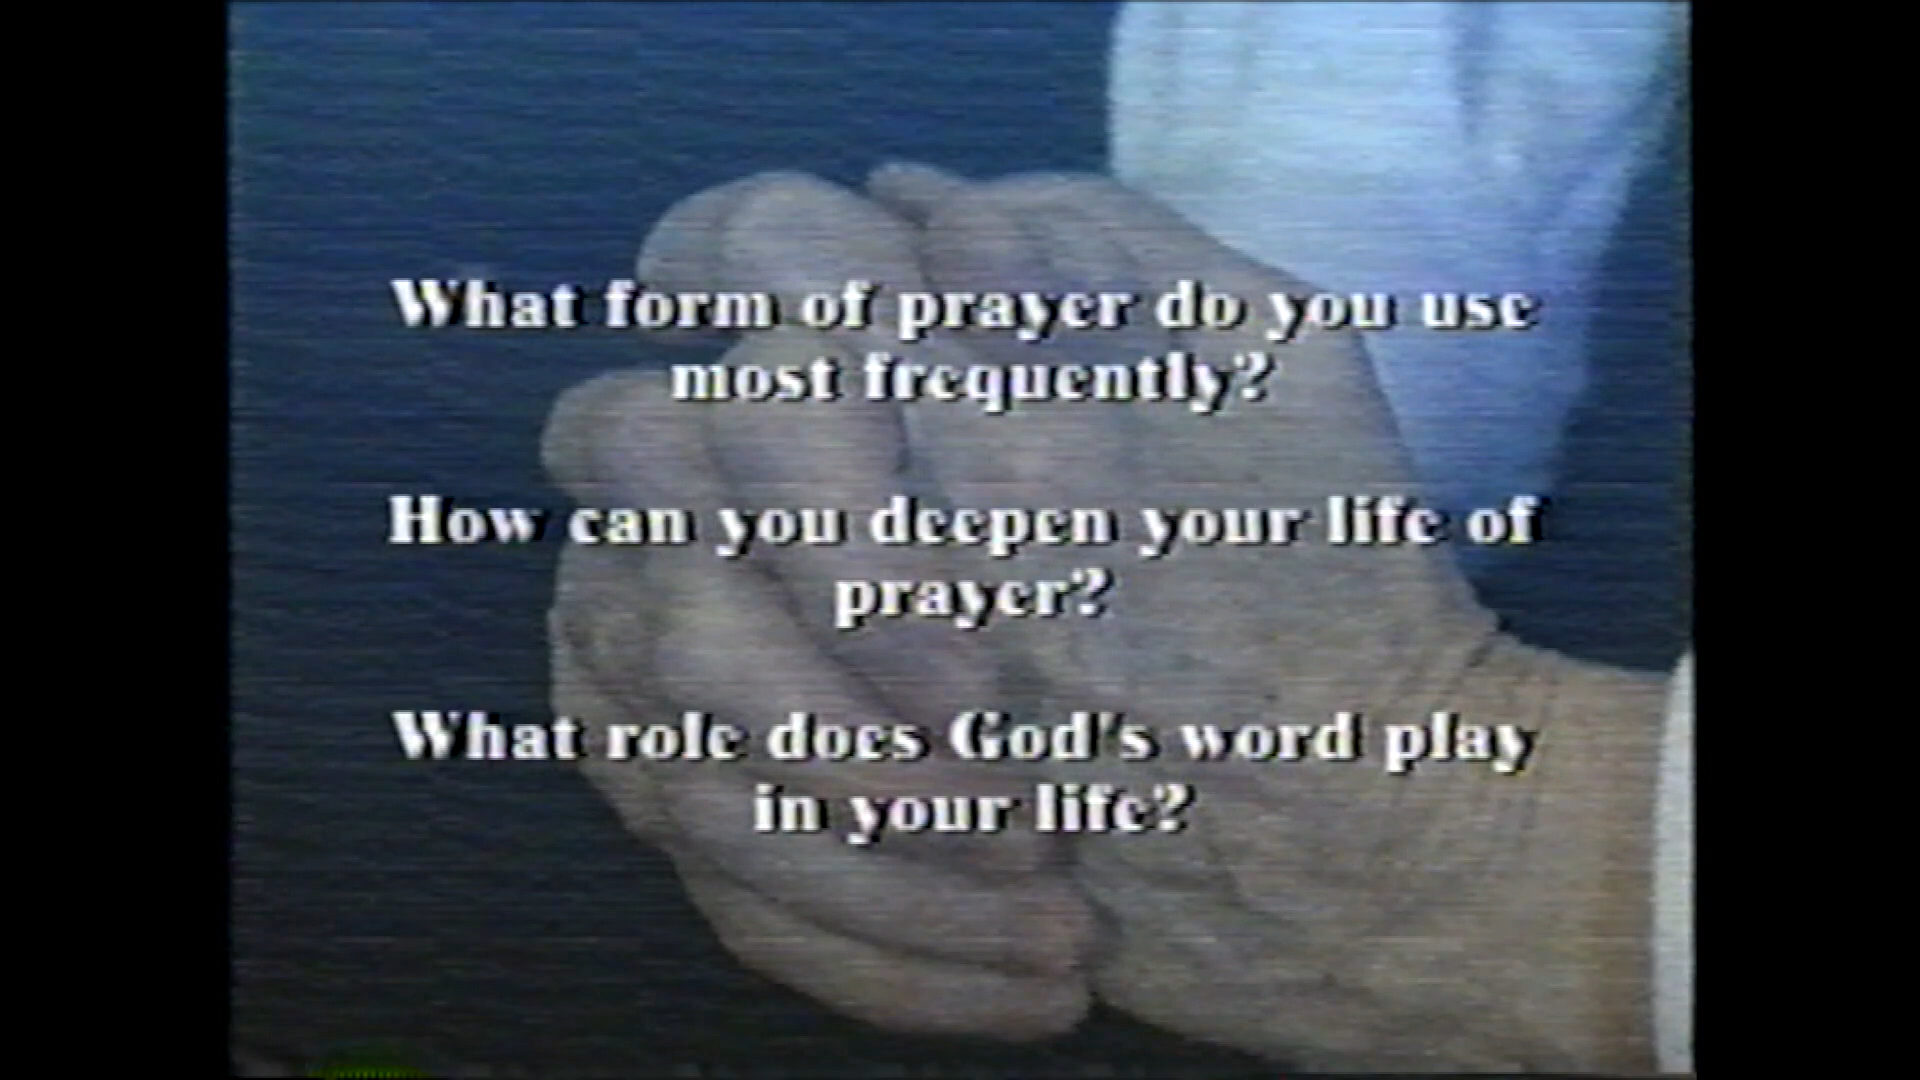 What form of prayer do you use
most frequently?
How can you deepen your life of
prayer?
What role does God's word play
in your life?